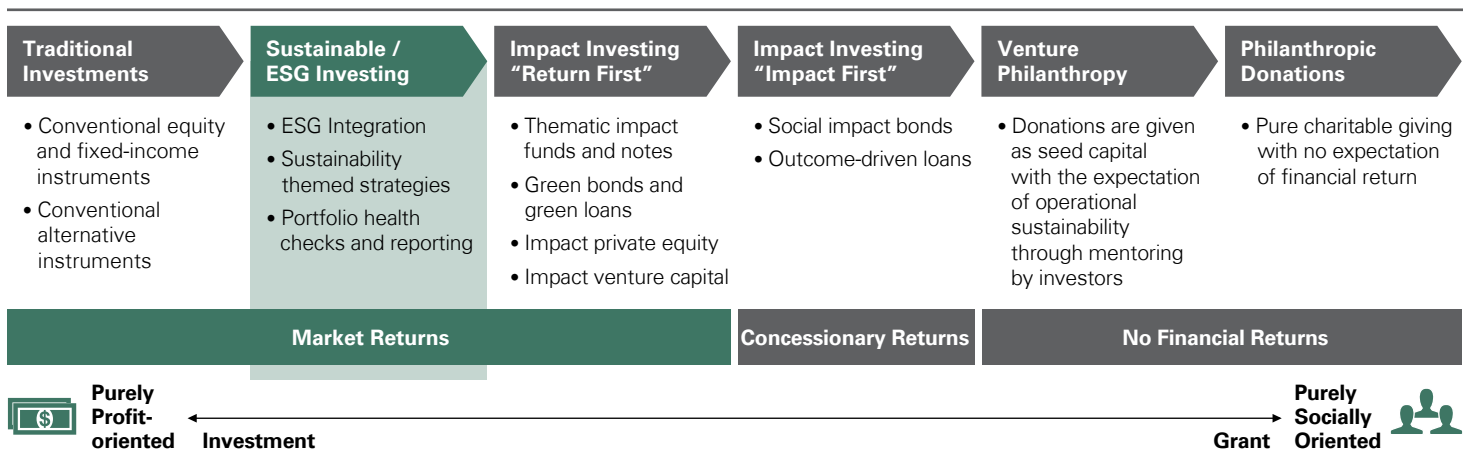 Traditional
Investments
Sustainable /
ESG Investing
Impact Investing
“Return First”
Impact Investing
“Impact First”
Venture
Philanthropy
Philanthropic
Donations
• Conventional equity
and fixed-income
instruments
• Conventional
alternative
instruments
• ESG Integration
• Sustainability
themed strategies
• Portfolio health
checks and reporting
• Thematic impact
funds and notes
• Green bonds and
green loans
• Impact private equity
• Impact venture capital
• Social impact bonds
• Outcome-driven loans
• Donations are given
as seed capital
with the expectation
of operational
sustainability
through mentoring
by investors
• Pure charitable giving
with no expectation
of financial return
Market Returns
Concessionary Returns
No Financial Returns
$
Purely
Profit-
oriented
Investment
Grant
Purely
Socially
Oriented